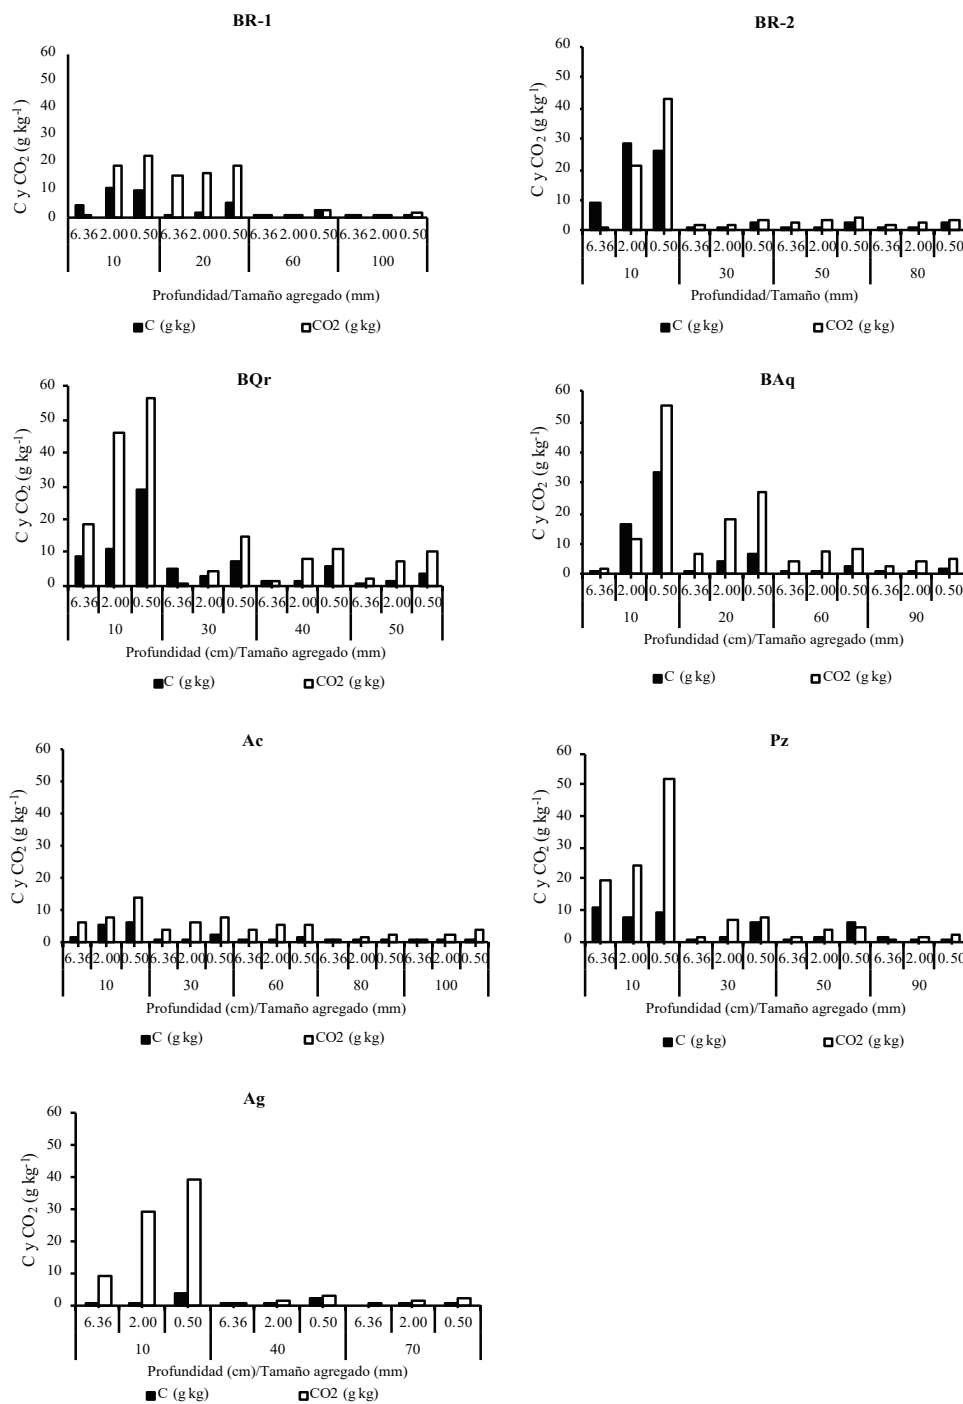 BR-1
60
50
40
30
20
10
0
C y CO2 (g kg-1)
6.36 2.00 0.50 6.36 2.00 0.50 6.36 2.00 0.50 6.36 2.00 0.50
10 20 60 100
Profundidad/Tamaño agregado (mm)
C (g kg) CO2 (g kg)
BR-2
60
50
40
30
20
10
0
C y CO2 (g kg-1)
6.36 2.00 0.50 6.36 2.00 0.50 6.36 2.00 0.50 6.36 2.00 0.50
10 30 50 80
Profundidad/Tamaño (mm)
C (g kg) CO2 (g kg)
BQr
60
50
40
30
20
10
0
C y CO2 (g kg-1)
6.36 2.00 0.50 6.36 2.00 0.50 6.36 2.00 0.50 6.36 2.00 0.50
10 30 40 50
Profundidad (cm)/Tamaño agregado (mm)
C (g kg) CO2 (g kg)
BAq
60
50
40
30
20
10
0
C y CO2 (g kg-1)
6.36 2.00 0.50 6.36 2.00 0.50 6.36 2.00 0.50 6.36 2.00 0.50
10 20 60 90
Profundidad (cm)/Tamaño agregado (mm)
C (g kg) CO2 (g kg)
Ac
60
50
40
30
20
10
0
C y CO2 (g kg-1)
6.36 2.00 0.50 6.36 2.00 0.50 6.36 2.00 0.50 6.36 2.00 0.50 6.36 2.00 0.50
10 30 60 80 100
Profundidad (cm)/Tamaño agregado (mm)
C (g kg) CO2 (g kg)
Pz
60
50
40
30
20
10
0
C y CO2 (g kg-1)
6.36 2.00 0.50 6.36 2.00 0.50 6.36 2.00 0.50 6.36 2.00 0.50
10 30 50 90
Profundidad (cm)/Tamaño agregado (mm)
C (g kg) CO2 (g kg)
Ag
60
50
40
30
20
10
0
C y CO2 (g kg-1)
6.36 2.00 0.50 6.36 2.00 0.50 6.36 2.00 0.50
10 40 70
Profundidad (cm)/Tamaño agregado (mm)
C (g kg) CO2 (g kg)